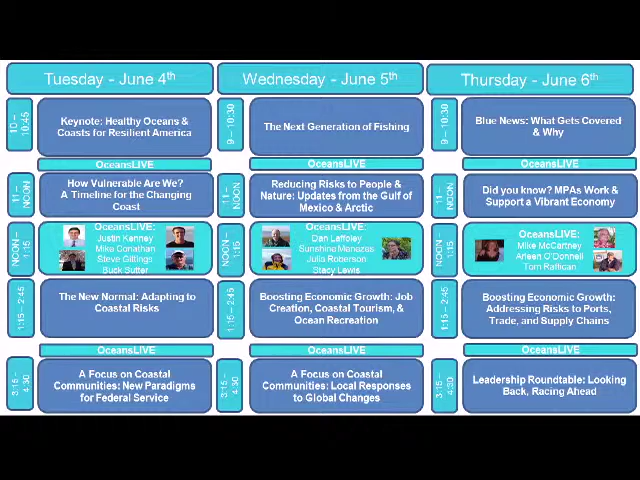 Tuesday - June 4th
Wednesday - June 5th
Thursday - June 6th
10 –
10:45
Keynote: Healthy Oceans &
Coasts for Resilient America
9 – 10:30
The Next Generation of Fishing
9 – 10:30
Blue News: What Gets Covered
& Why
OceansLIVE
OceansLIVE
OceansLIVE
11 –
NOON
How Vulnerable Are We?
A Timeline for the Changing
Coast
11 –
NOON
Reducing Risks to People &
Nature: Updates from the Gulf of
Mexico & Arctic
11 –
NOON
Did you know? MPAs Work &
Support a Vibrant Economy
NOON –
1:15
OceansLIVE:
Justin Kenney
Mike Conathan
Steve Gittings
Buck Sutter
NOON –
1:15
OceansLIVE:
Dan Laffoley
Sunshine Menezes
Julia Roberson
Stacy Lewis
NOON –
1:15
OceansLIVE:
Mike McCartney
Arleen O'Donnell
Tom Raffican
1:15 – 2:45
The New Normal: Adapting to
Coastal Risks
1:15 – 2:45
Boosting Economic Growth: Job
Creation, Coastal Tourism, &
Ocean Recreation
1:15 – 2:45
Boosting Economic Growth:
Addressing Risks to Ports,
Trade, and Supply Chains
OceansLIVE
OceansLIVE
OceansLIVE
3:15 –
4:30
A Focus on Coastal
Communities: New Paradigms
for Federal Service
3:15 –
4:30
A Focus on Coastal
Communities: Local Responses
to Global Changes
3:15 –
4:30
Leadership Roundtable: Looking
Back, Racing Ahead